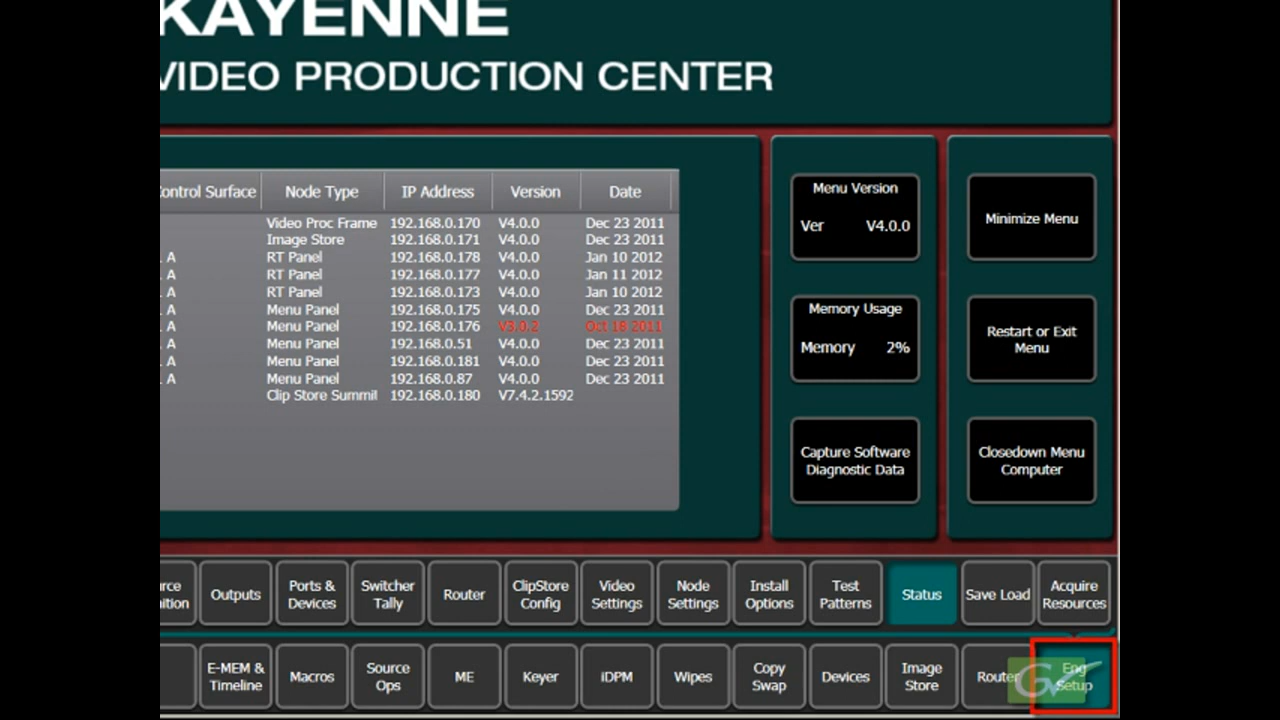 KAYENNE
VIDEO PRODUCTION CENTER
ontrol Surface Node Type IP Address Version Date
Video Proc Frame 192.168.0.170 V4.0.0 Dec 23 2011
Image Store 192.168.0.171 V4.0.0 Dec 23 2011
A RT Panel 192.168.0.178 V4.0.0 Jan 10 2012
A RT Panel 192.168.0.177 V4.0.0 Jan 11 2012
A RT Panel 192.168.0.173 V4.0.0 Jan 10 2012
A Menu Panel 192.168.0.175 V4.0.0 Dec 23 2011
A Menu Panel 192.168.0.176 V3.0.2 Oct 18 2011
A Menu Panel 192.168.0.51 V4.0.0 Dec 23 2011
A Menu Panel 192.168.0.181 V4.0.0 Dec 23 2011
A Menu Panel 192.168.0.87 V4.0.0 Dec 23 2011
Clip Store Summit 192.168.0.180 V7.4.2.1592
Menu Version
Ver V4.0.0
Memory Usage
Memory 2%
Capture Software
Diagnostic Data
Minimize Menu
Restart or Exit
Menu
Closedown Menu
Computer
rce
nition
Outputs
Ports &
Devices
Switcher
Tally
Router
ClipStore
Config
Video
Settings
Node
Settings
Install
Options
Test
Patterns
Status
Save Load
Acquire
Resources
E-MEM &
Timeline
Macros
Source
Ops
ME
Keyer
iDPM
Wipes
Copy
Swap
Devices
Image
Store
Router
Eng
Setup
GV